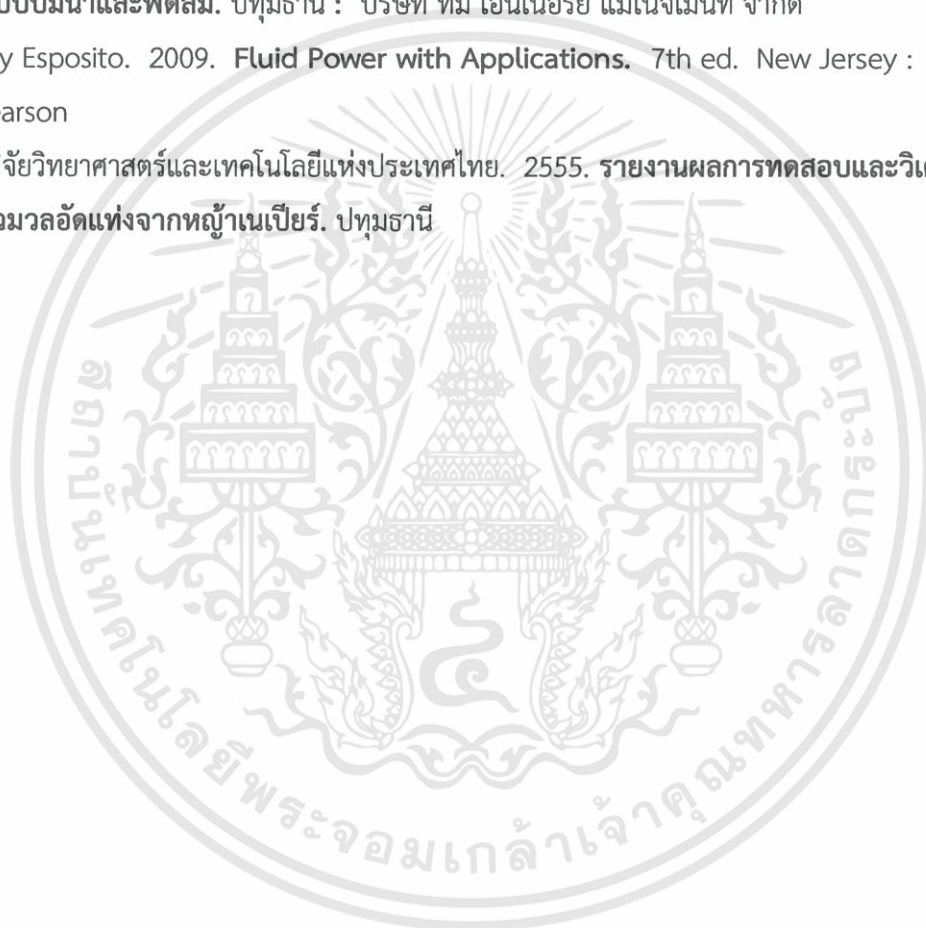 บบปั๊มน้ำและพัดลม. ปทุมธานี : บริษัท ทีม เอ็นเนอร์ยี่ แมเนจเมนท์ จำกัด
y Esposito. 2009. Fluid Power with Applications. 7th ed. New Jersey :
earson
จัยวิทยาศาสตร์และเทคโนโลยีแห่งประเทศไทย. 2555. รายงานผลการทดสอบและวิเค
วมวลอัดแท่งจากหญ้าเนเปียร์. ปทุมธานี
สถาบันเทคโนโลยีพระจอมเกล้าเจ้าคุณทหารลาดกระบัง